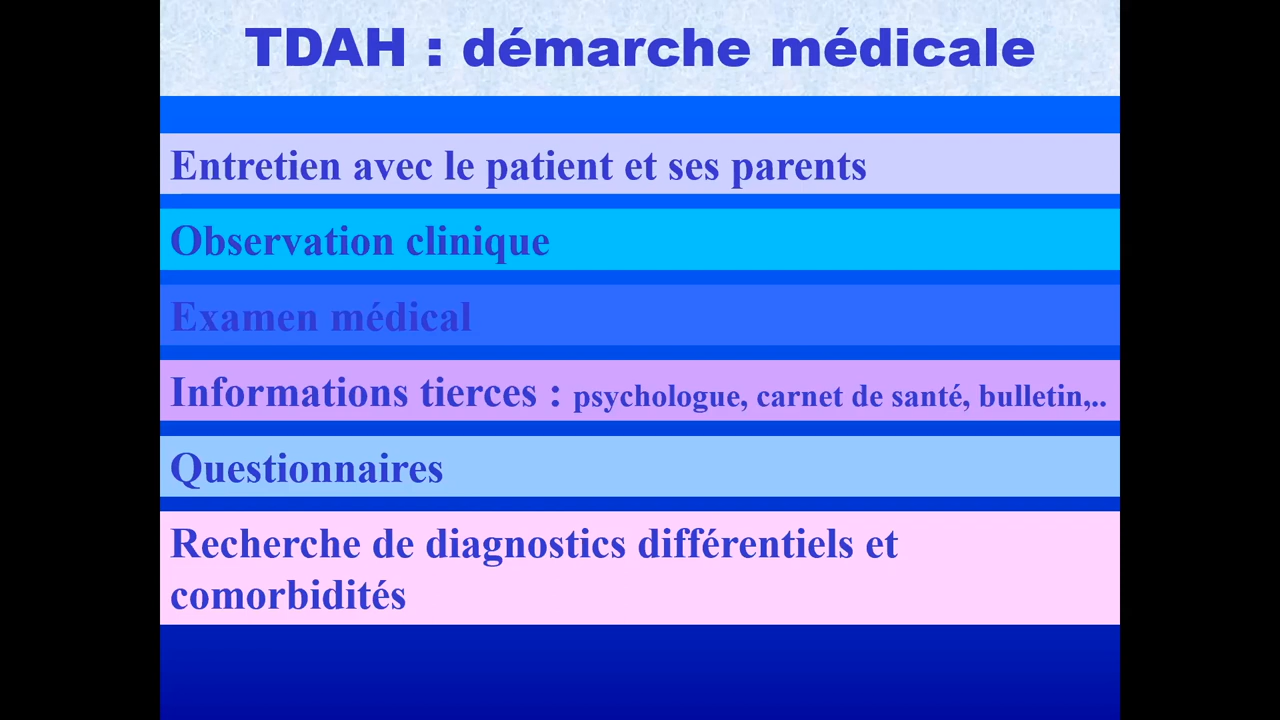 TDAH : démarche médicale
Entretien avec le patient et ses parents
Observation clinique
Examen médical
Informations tierces : psychologue, carnet de santé, bulletin,..
Questionnaires
Recherche de diagnostics différentiels et
comorbidités